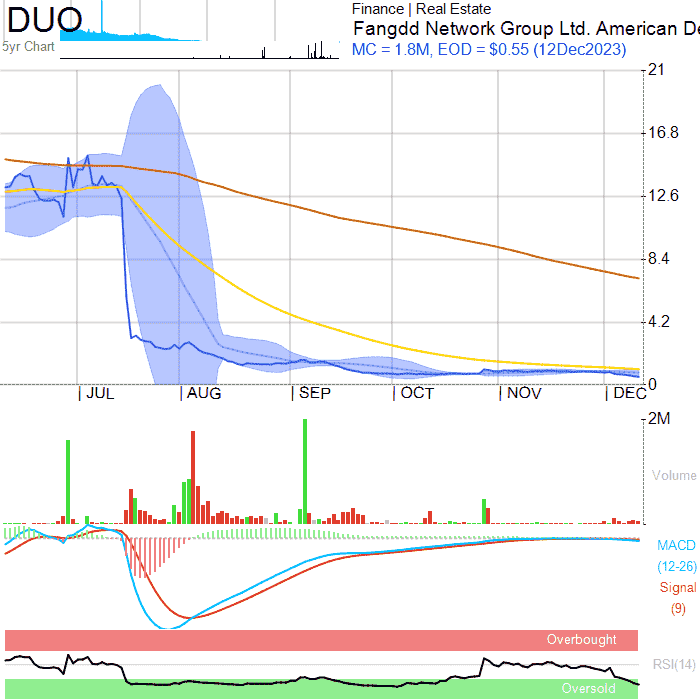 DUO
5yr Chart
Finance | Real Estate
Fangdd Network Group Ltd. American De
MC = 1.8M, EOD = $0.55 (12Dec2023)
21
16.8
12.6
8.4
4.2
0
JUL AUG SEP OCT NOV DEC
2M
Volume
MACD
(12-26)
Signal
(9)
Overbought
RSI(14)
Oversold